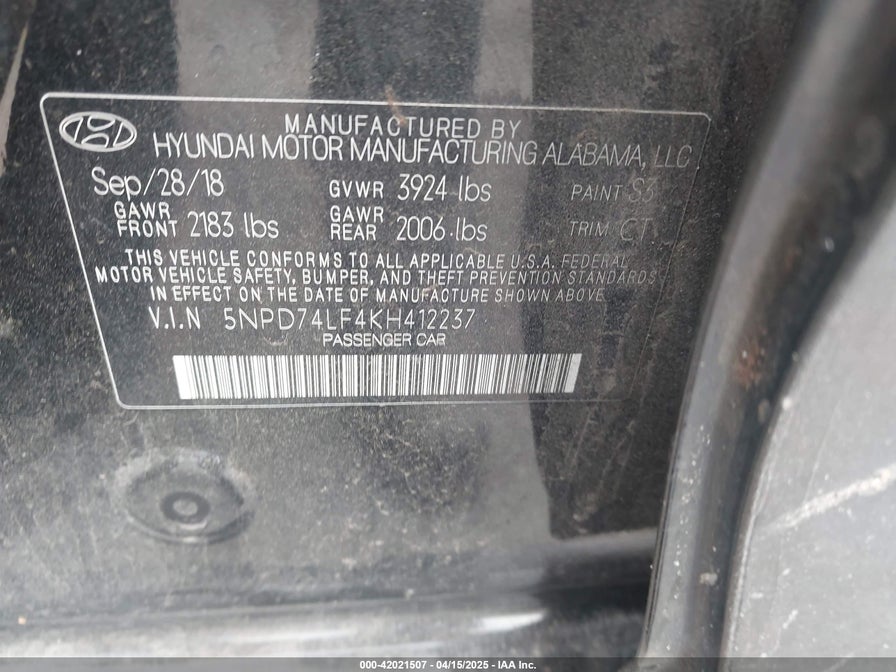 MANUFACTURED BY
HYUNDAI MOTOR MANUFACTURING ALABAMA, LLC
Sep/28/18 GVWR 3924 lbs PAINT S3
GAWR FRONT 2183 lbs GAWR REAR 2006 lbs TRIM CT
THIS VEHICLE CONFORMS TO ALL APPLICABLE U.S.A. FEDERAL
MOTOR VEHICLE SAFETY, BUMPER, AND THEFT PREVENTION STANDARDS
IN EFFECT ON THE DATE OF MANUFACTURE SHOWN ABOVE
V.I.N 5NPD74LF4KH412237
PASSENGER CAR
000-42021507 - 04/15/2025 - IAA Inc.